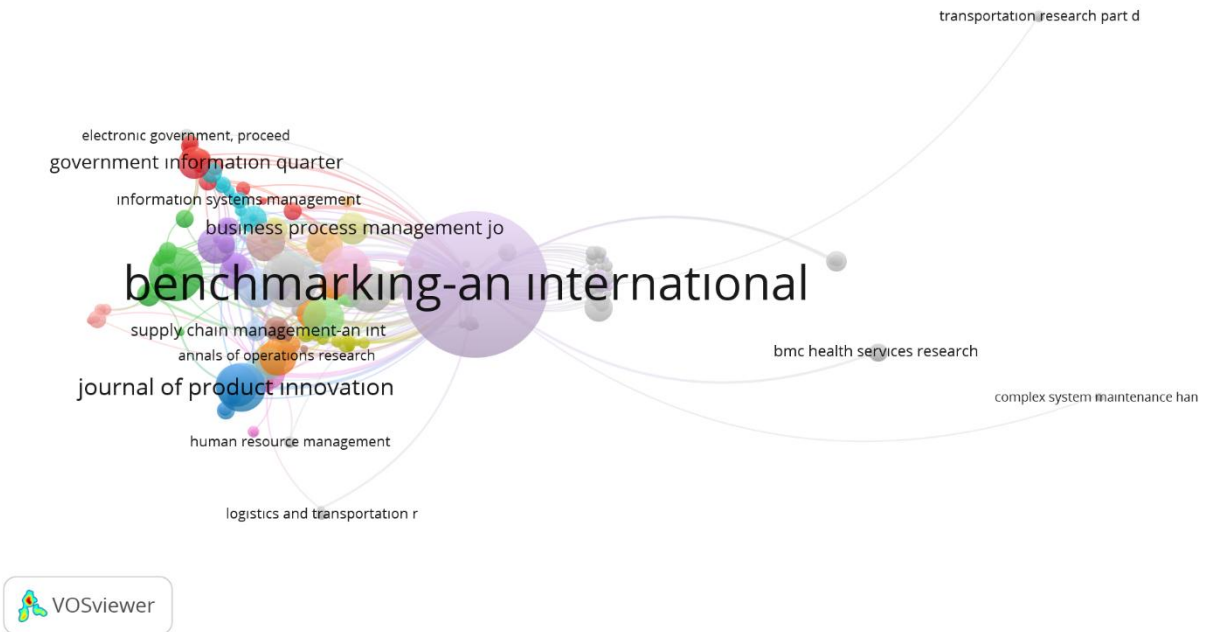 transportation research part d
electronic government, proceed
government information quarter
information systems management
business process management jo
benchmarking-an international
supply chain management-an int
bmc health services research
annals of operations research
journal of product innovation
complex system maintenance han
human resource management
logistics and transportation r
VOSviewer